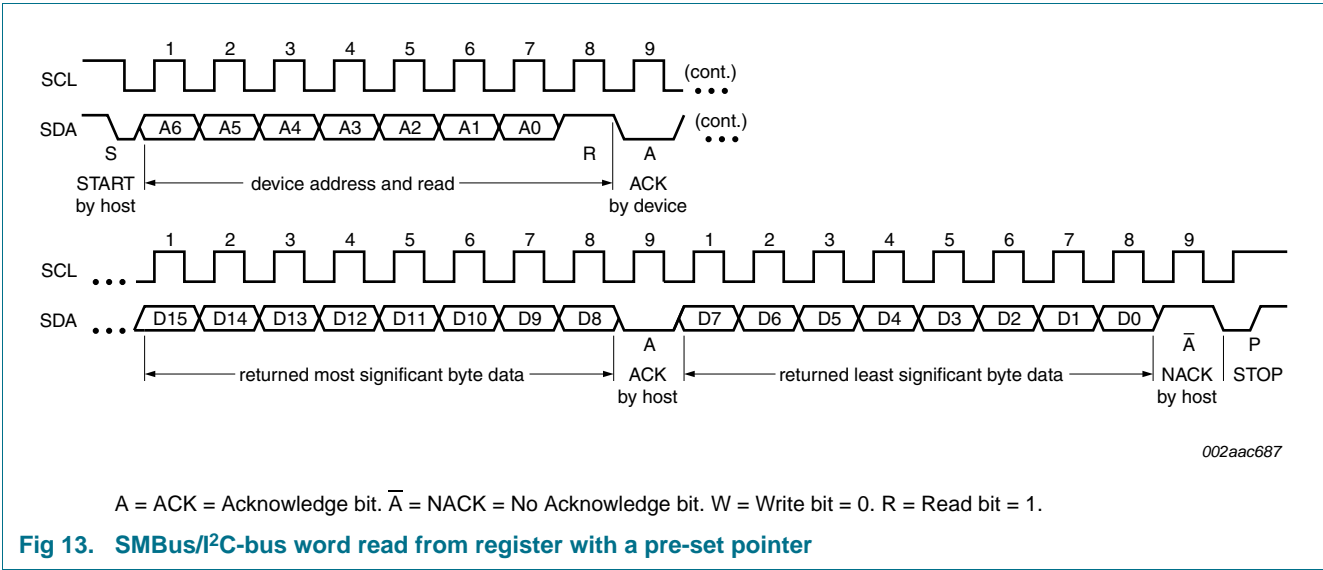 1 2 3 4 5 6 7 8 9
SCL (cont.)
SDA A6 A5 A4 A3 A2 A1 A0 (cont.)
S R A
START device address and read ACK
by host by device
1 2 3 4 5 6 7 8 9 1 2 3 4 5 6 7 8 9
SCL
SDA D15 D14 D13 D12 D11 D10 D9 D8 D7 D6 D5 D4 D3 D2 D1 D0
A A̅ P
returned most significant byte data ACK returned least significant byte data NACK STOP
by host by host
002aac687
A = ACK = Acknowledge bit. A̅ = NACK = No Acknowledge bit. W = Write bit = 0. R = Read bit = 1.
Fig 13. SMBus/I²C-bus word read from register with a pre-set pointer